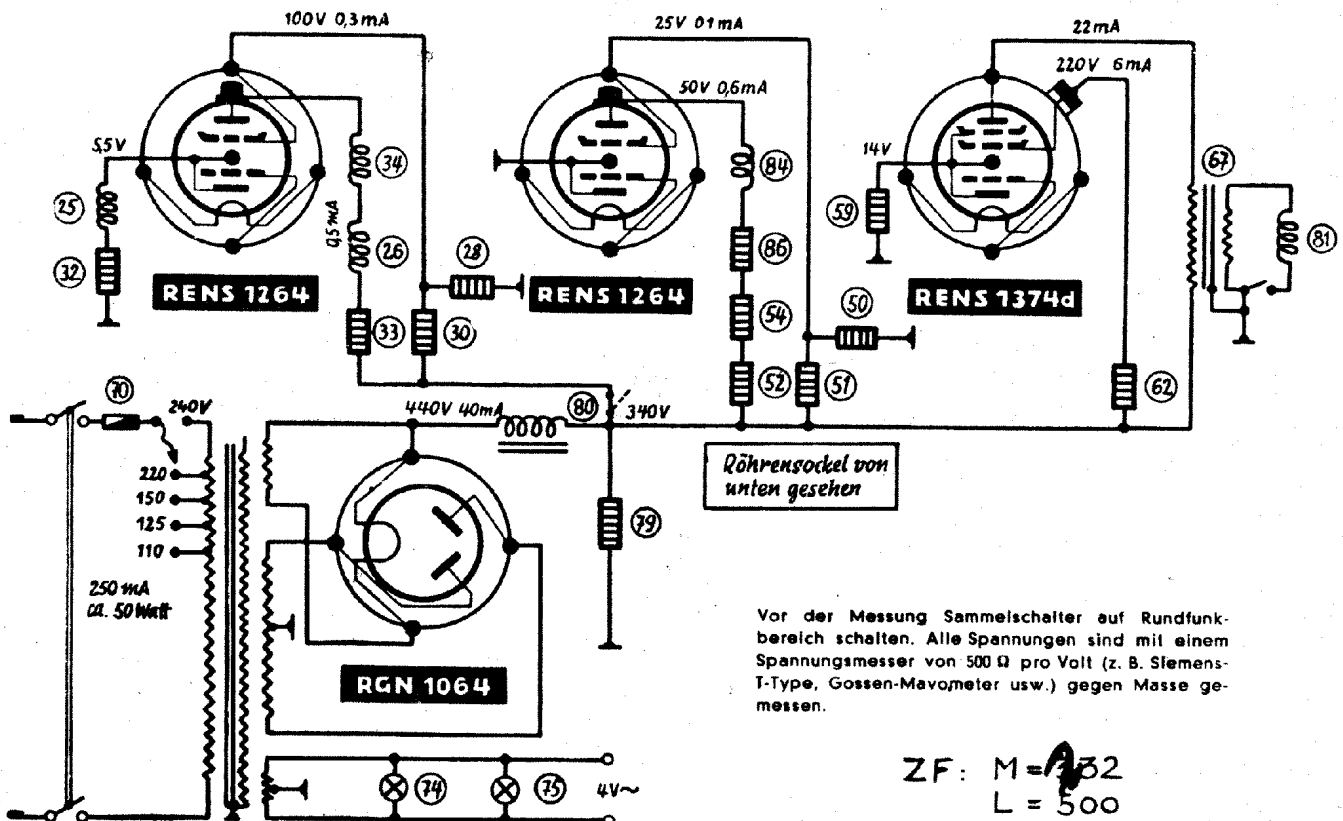 100V 0,3mA
25V 01mA
22mA
220V 6mA
50V 0,6mA
5,5V
14V
34
84
67
25
59
0,5mA
26
86
81
32
28
RENS 1264
RENS 1264
RENS 1374d
33
30
54
50
52
51
62
70
240V
440V 40mA
80
340V
220
150
125
110
Röhrensockel von
unten gesehen
79
250 mA
ca. 50 Watt
Vor der Messung Sammelschalter auf Rundfunk-
bereich schalten. Alle Spannungen sind mit einem
Spannungsmesser von 500 Ω pro Volt (z. B. Siemens-
T-Type, Gossen-Mavometer usw.) gegen Masse ge-
messen.
RGN 1064
74
75
4V~
ZF: M =
L = 500